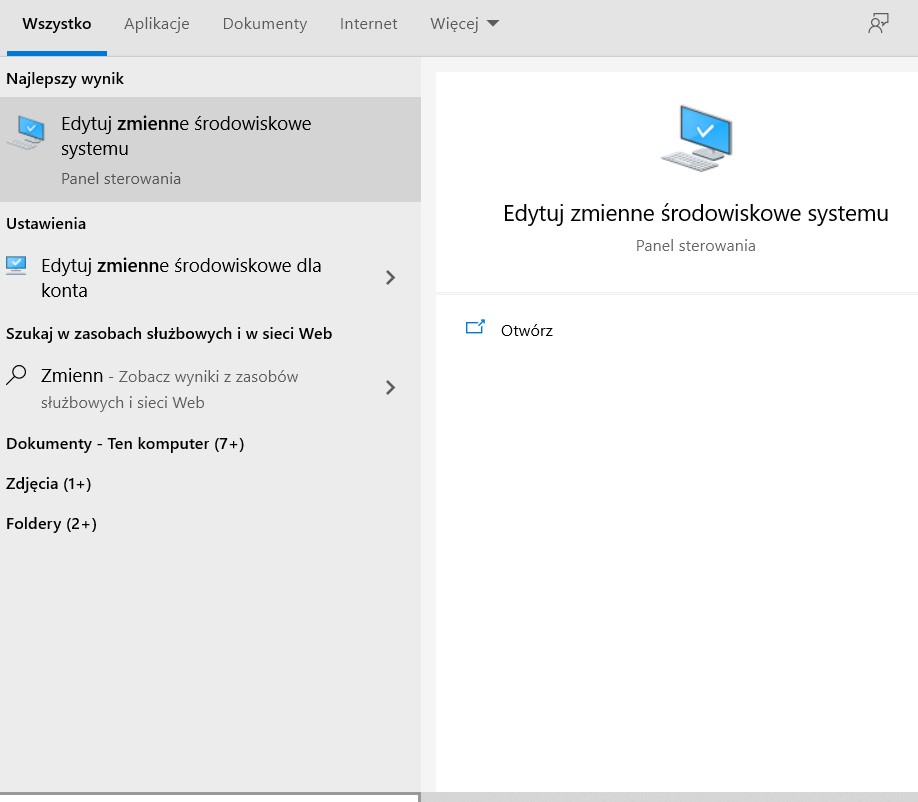 Wszystko Aplikacje Dokumenty Internet Więcej
Najlepszy wynik
Edytuj zmienne środowiskowe
systemu
Panel sterowania
Ustawienia
Edytuj zmienne środowiskowe dla
konta
Szukaj w zasobach służbowych i w sieci Web
Zmienn - Zobacz wyniki z zasobów
służbowych i sieci Web
Dokumenty - Ten komputer (7+)
Zdjęcia (1+)
Foldery (2+)
Edytuj zmienne środowiskowe systemu
Panel sterowania
Otwórz